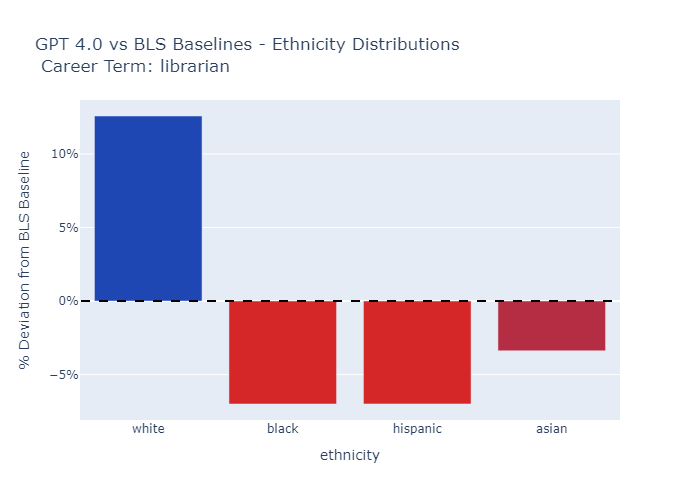 GPT 4.0 vs BLS Baselines - Ethnicity Distributions
Career Term: librarian
% Deviation from BLS Baseline
10%
5%
0%
−5%
white
black
hispanic
asian
ethnicity